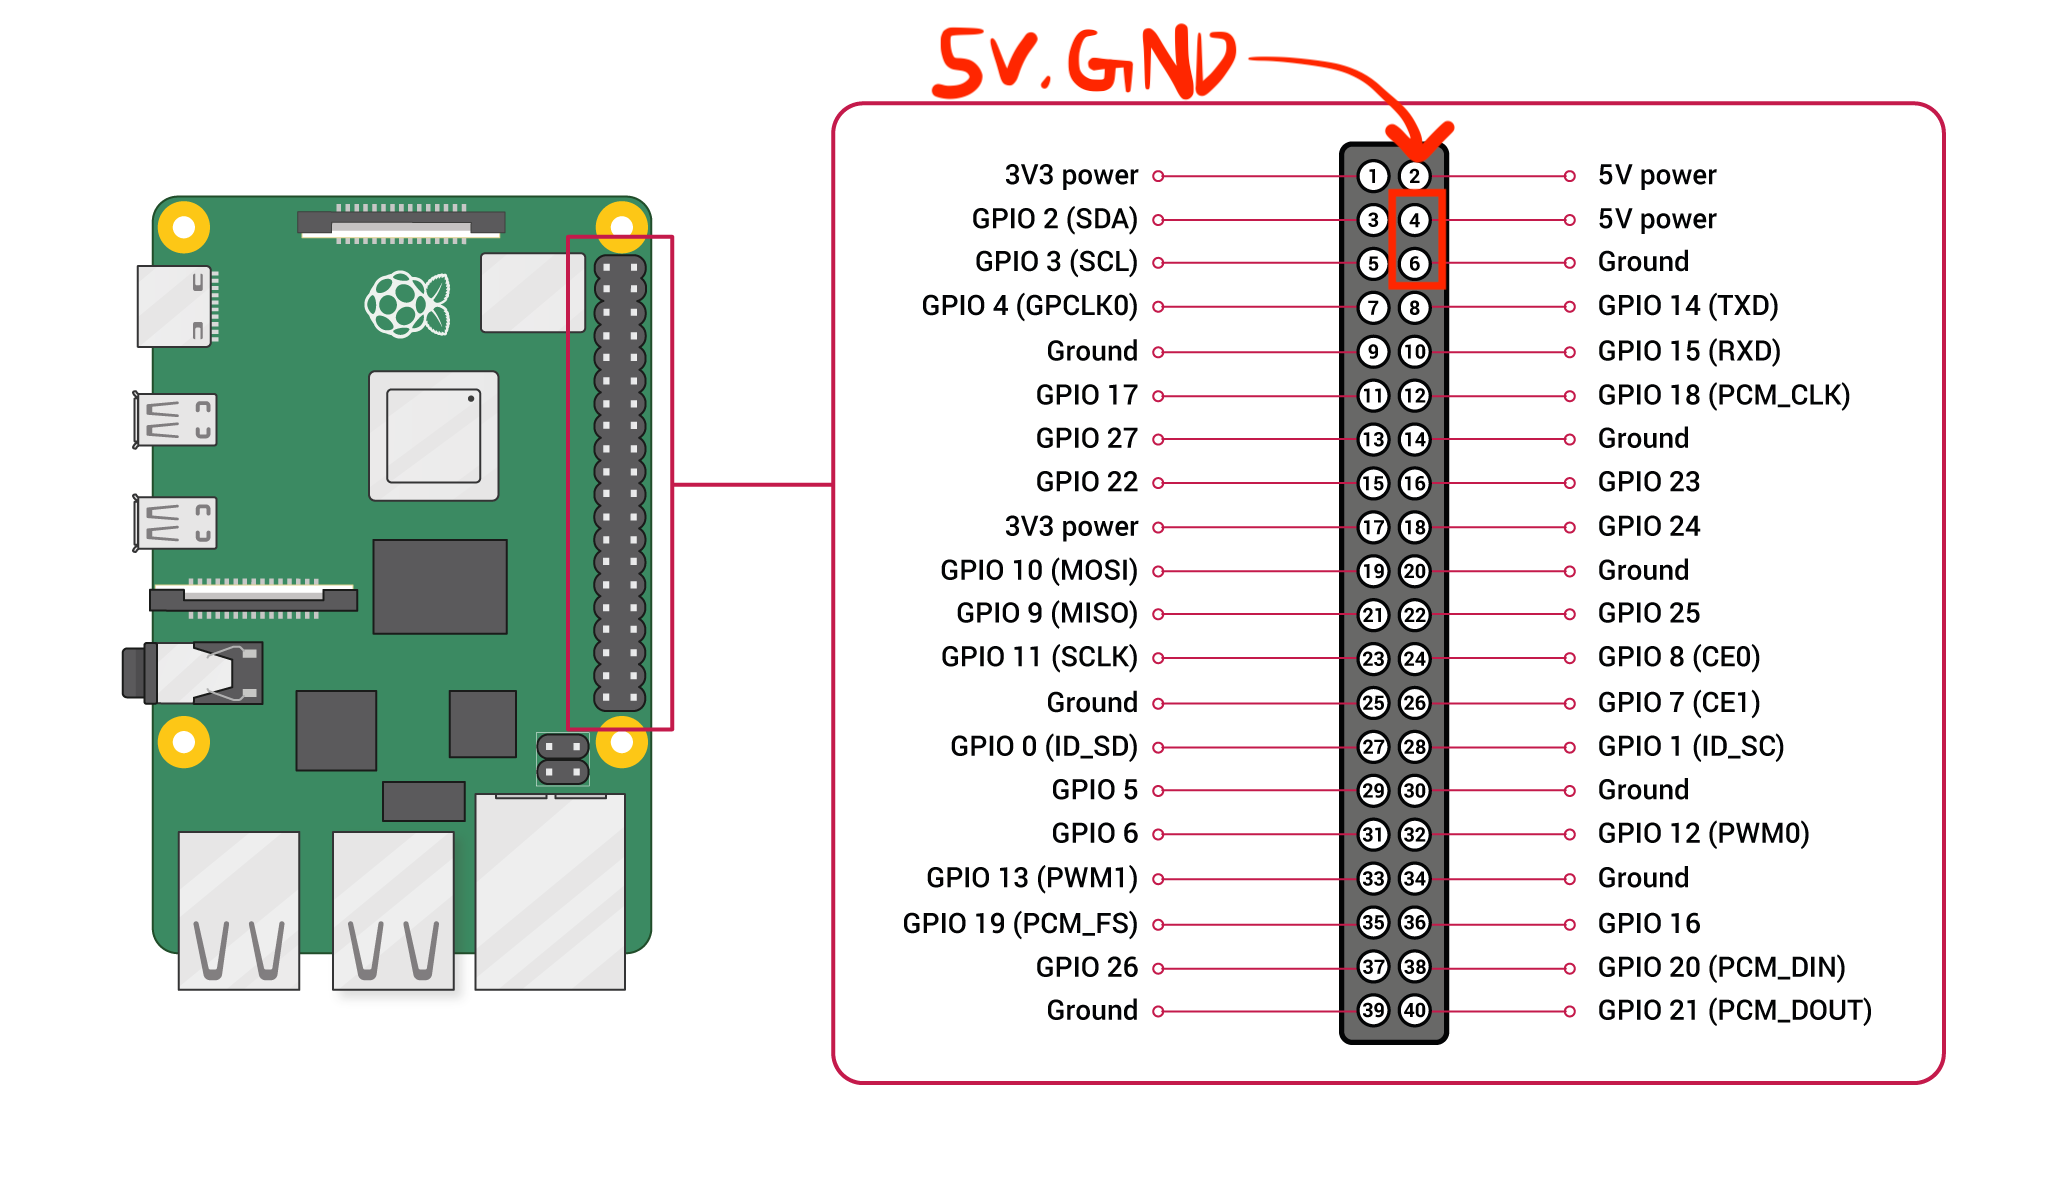 5V. GND
3V3 power 1 2 5V power
GPIO 2 (SDA) 3 4 5V power
GPIO 3 (SCL) 5 6 Ground
GPIO 4 (GPCLK0) 7 8 GPIO 14 (TXD)
Ground 9 10 GPIO 15 (RXD)
GPIO 17 11 12 GPIO 18 (PCM_CLK)
GPIO 27 13 14 Ground
GPIO 22 15 16 GPIO 23
3V3 power 17 18 GPIO 24
GPIO 10 (MOSI) 19 20 Ground
GPIO 9 (MISO) 21 22 GPIO 25
GPIO 11 (SCLK) 23 24 GPIO 8 (CE0)
Ground 25 26 GPIO 7 (CE1)
GPIO 0 (ID_SD) 27 28 GPIO 1 (ID_SC)
GPIO 5 29 30 Ground
GPIO 6 31 32 GPIO 12 (PWM0)
GPIO 13 (PWM1) 33 34 Ground
GPIO 19 (PCM_FS) 35 36 GPIO 16
GPIO 26 37 38 GPIO 20 (PCM_DIN)
Ground 39 40 GPIO 21 (PCM_DOUT)